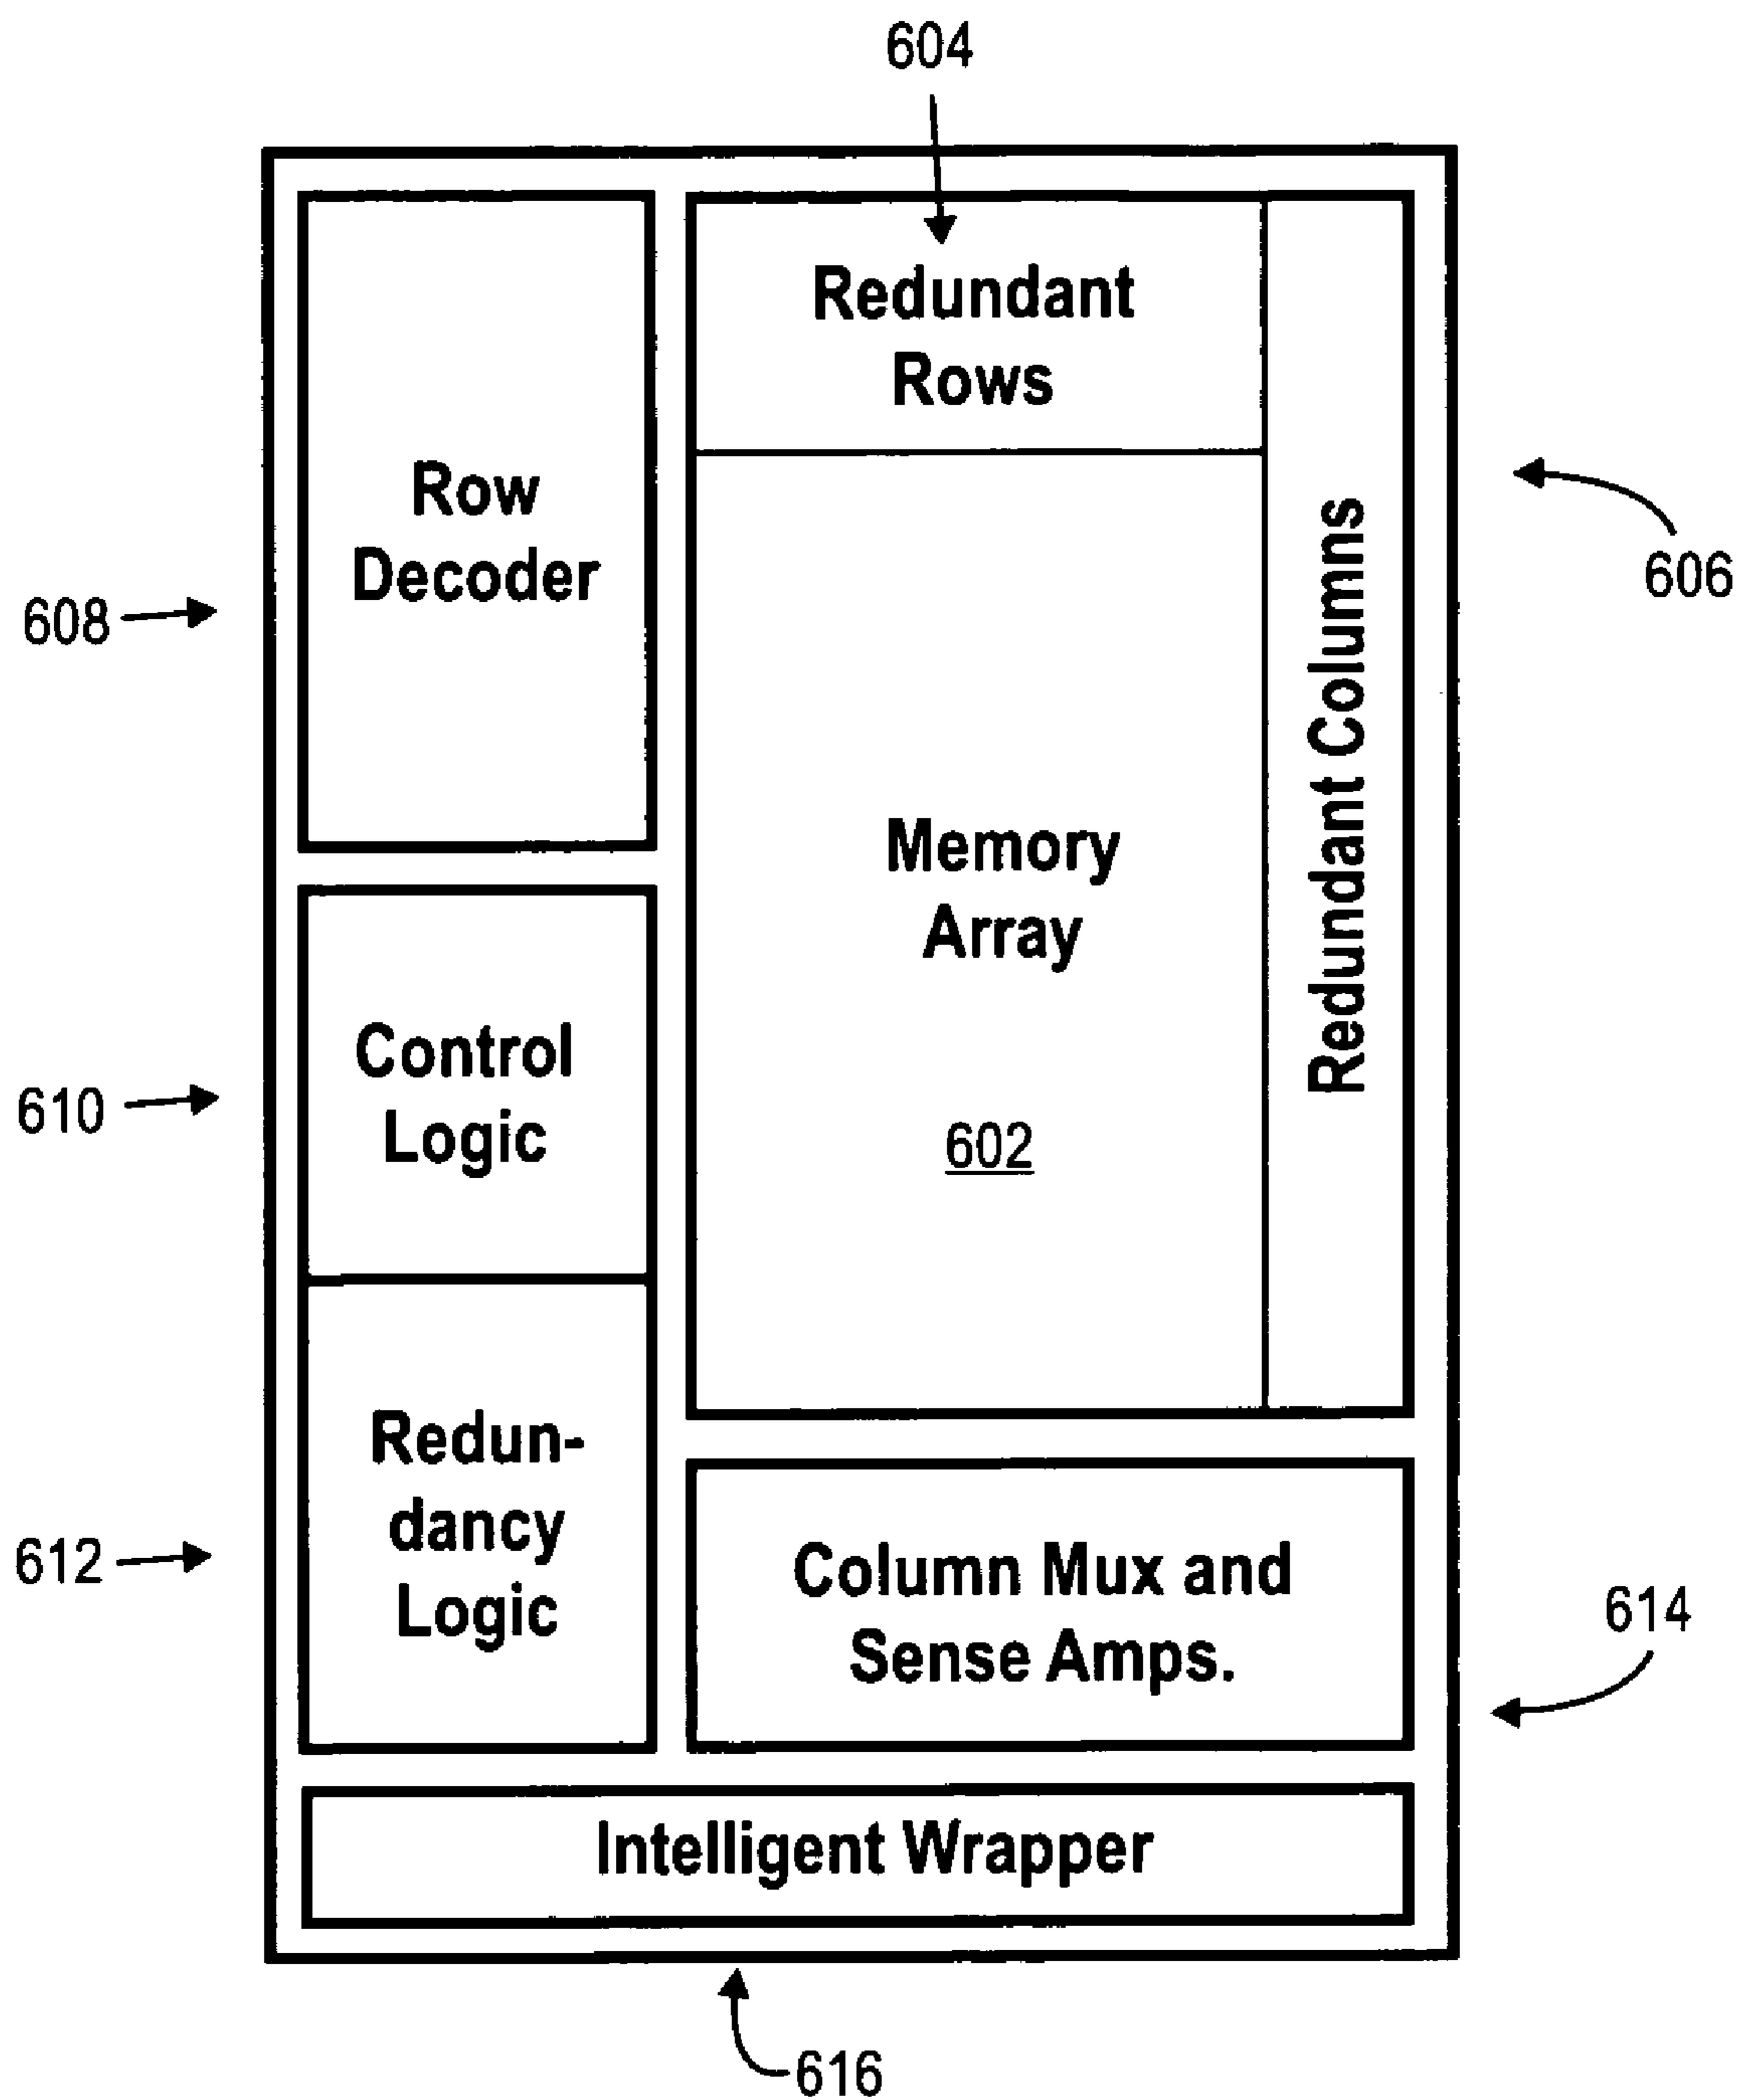 604
Redundant
Rows
Row
Decoder
608
Redundant Columns
606
Memory
Array
602
Control
Logic
610
Redun-
dancy
Logic
612
Column Mux and
Sense Amps.
614
Intelligent Wrapper
616